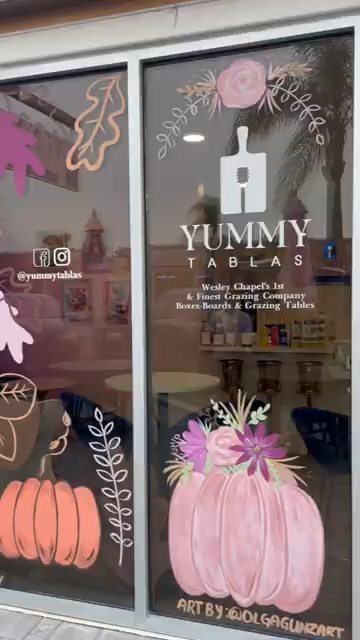 YUMMY
TABLAS
Wesley Chapel's 1st
& Finest Grazing Company
Boxes-Boards & Grazing Tables
@yummytablas
ART BY: @OLGAGUNZART